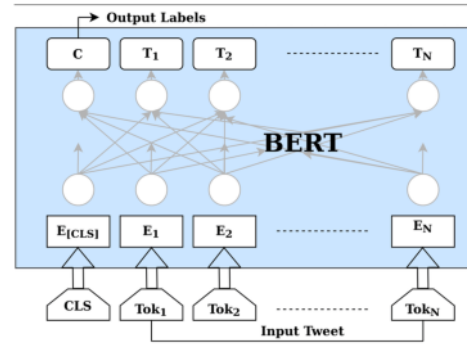 Output Labels
C T1 T2 TN
BERT
E[CLS] E1 E2 EN
CLS Tok1 Tok2 TokN
Input Tweet